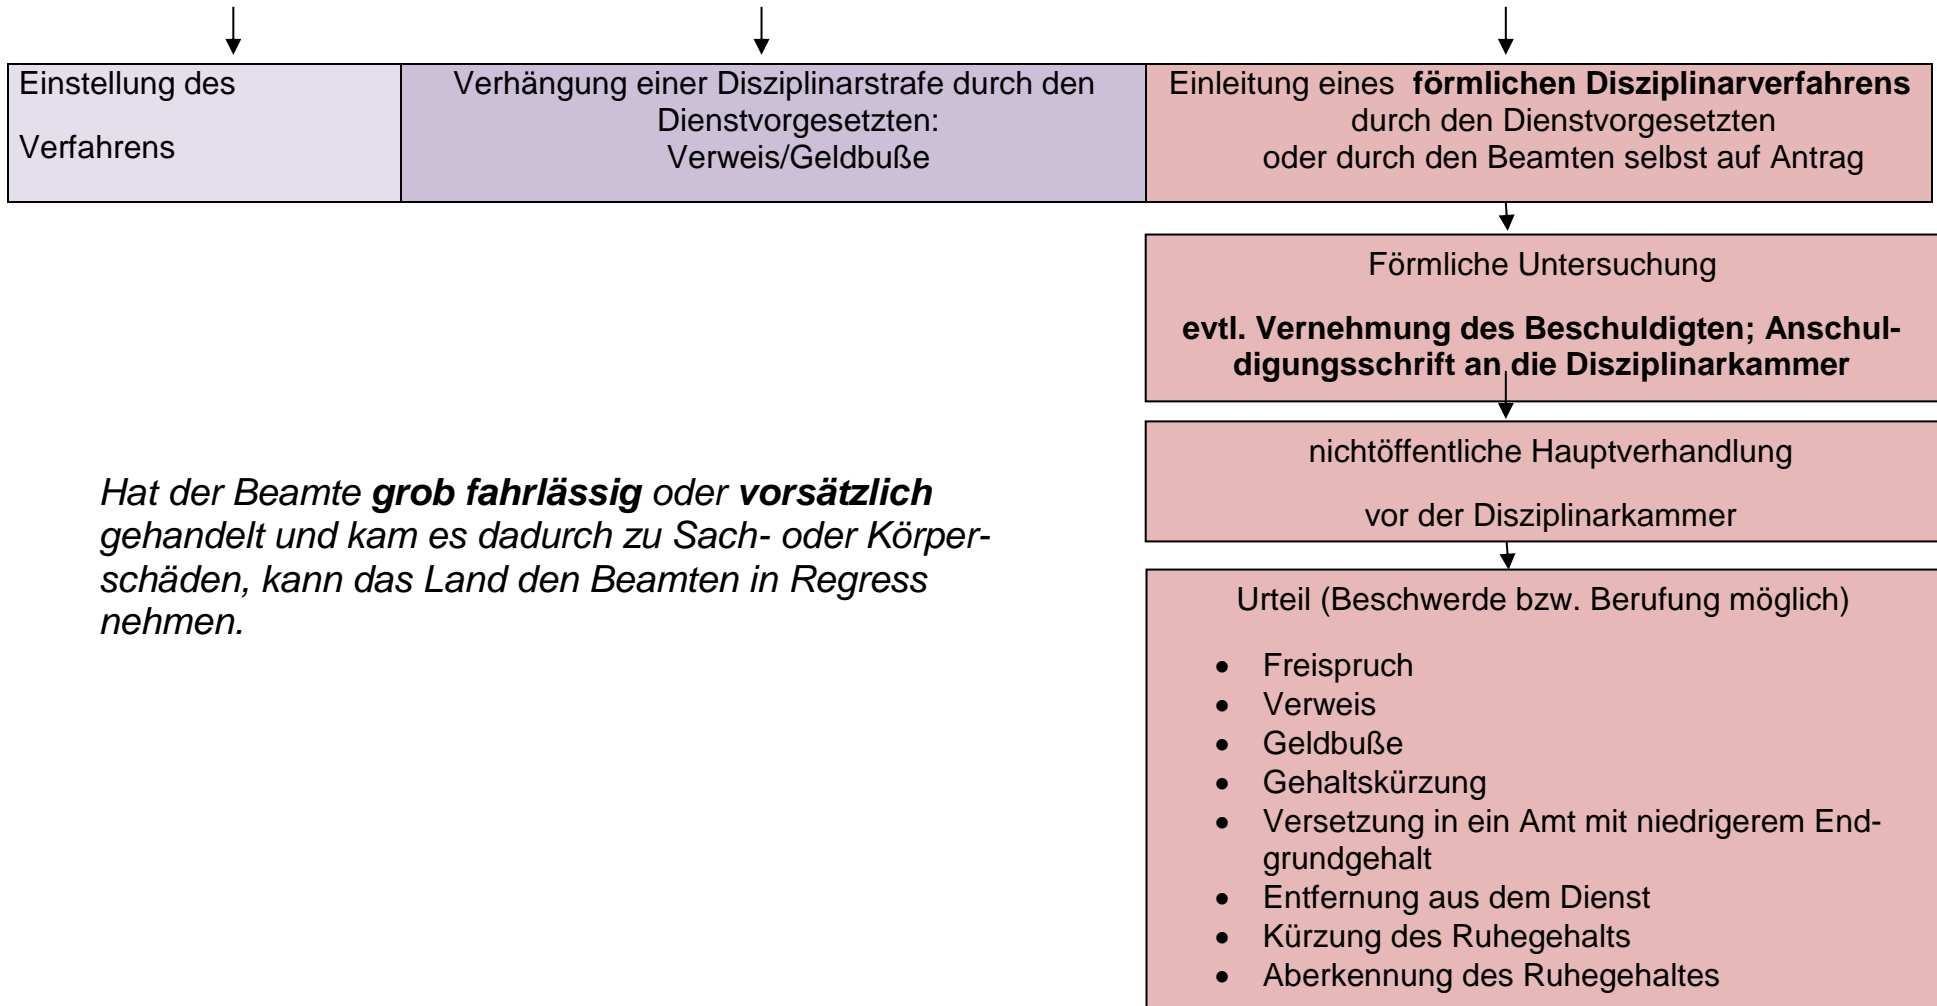 Einstellung des
Verfahrens
Verhängung einer Disziplinarstrafe durch den
Dienstvorgesetzten:
Verweis/Geldbuße
Einleitung eines förmlichen Disziplinarverfahrens
durch den Dienstvorgesetzten
oder durch den Beamten selbst auf Antrag
Förmliche Untersuchung
evtl. Vernehmung des Beschuldigten; Anschul-
digungsschrift an die Disziplinarkammer
nichtöffentliche Hauptverhandlung
vor der Disziplinarkammer
Hat der Beamte grob fahrlässig oder vorsätzlich
gehandelt und kam es dadurch zu Sach- oder Körper-
schäden, kann das Land den Beamten in Regress
nehmen.
Urteil (Beschwerde bzw. Berufung möglich)
• Freispruch
• Verweis
• Geldbuße
• Gehaltskürzung
• Versetzung in ein Amt mit niedrigerem End-
grundgehalt
• Entfernung aus dem Dienst
• Kürzung des Ruhegehalts
• Aberkennung des Ruhegehaltes